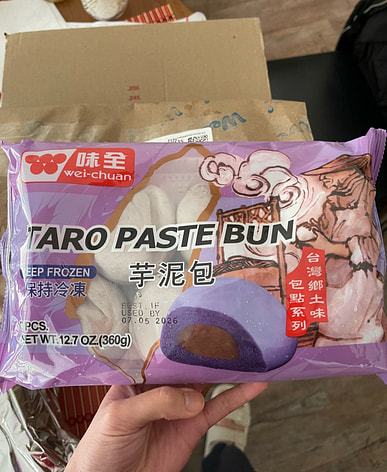 味全
wei-chuan
TARO PASTE BUN
KEEP FROZEN
保持冷凍
芋泥包
BEST IF
USED BY
07.05 2026
PCS.
NET WT.12.7 OZ. (360g)
台灣鄉土味
包點系列